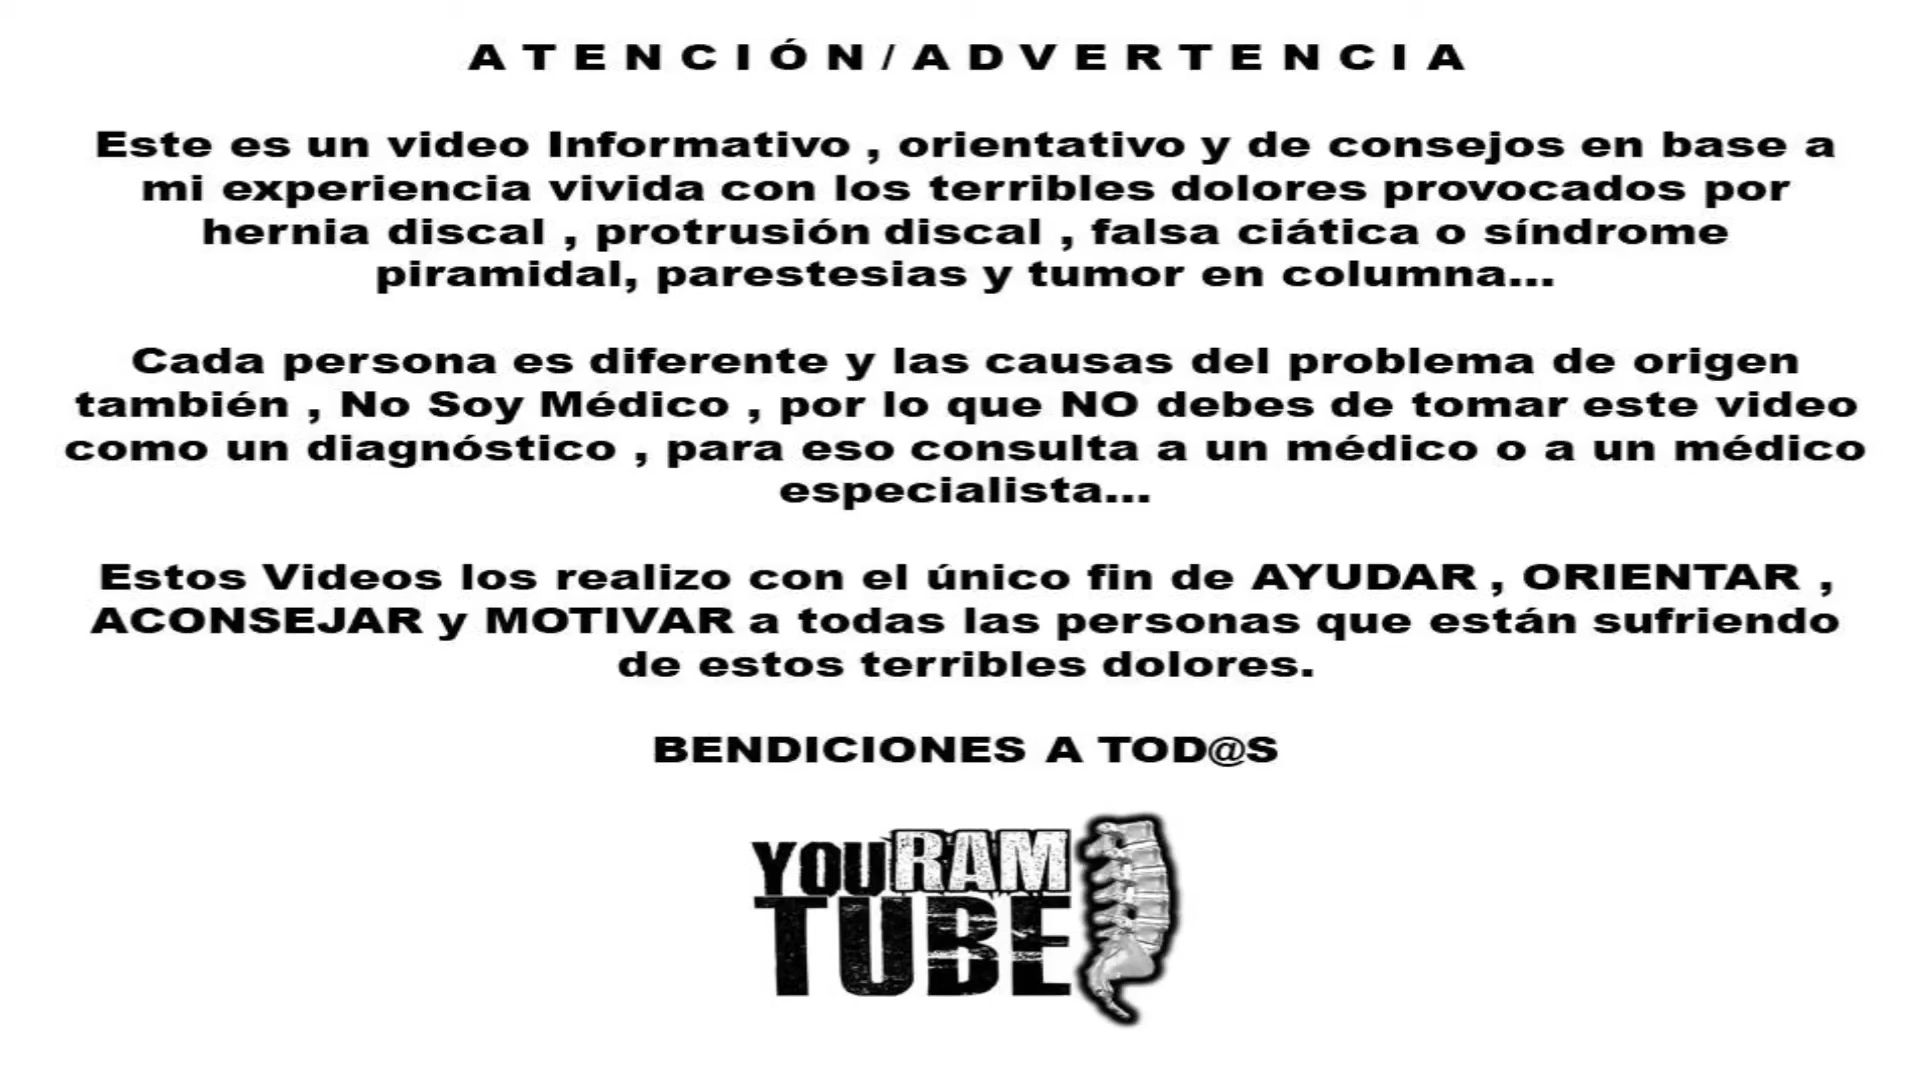 ATENCIÓN/ADVERTENCIA
Este es un video Informativo , orientativo y de consejos en base a
mi experiencia vivida con los terribles dolores provocados por
hernia discal , protrusión discal , falsa ciática o síndrome
piramidal, parestesias y tumor en columna...
Cada persona es diferente y las causas del problema de origen
también , No Soy Médico , por lo que NO debes de tomar este video
como un diagnóstico , para eso consulta a un médico o a un médico
especialista...
Estos Videos los realizo con el único fin de AYUDAR , ORIENTAR ,
ACONSEJAR y MOTIVAR a todas las personas que están sufriendo
de estos terribles dolores.
BENDICIONES A TOD@S
YOURAM
TUBE